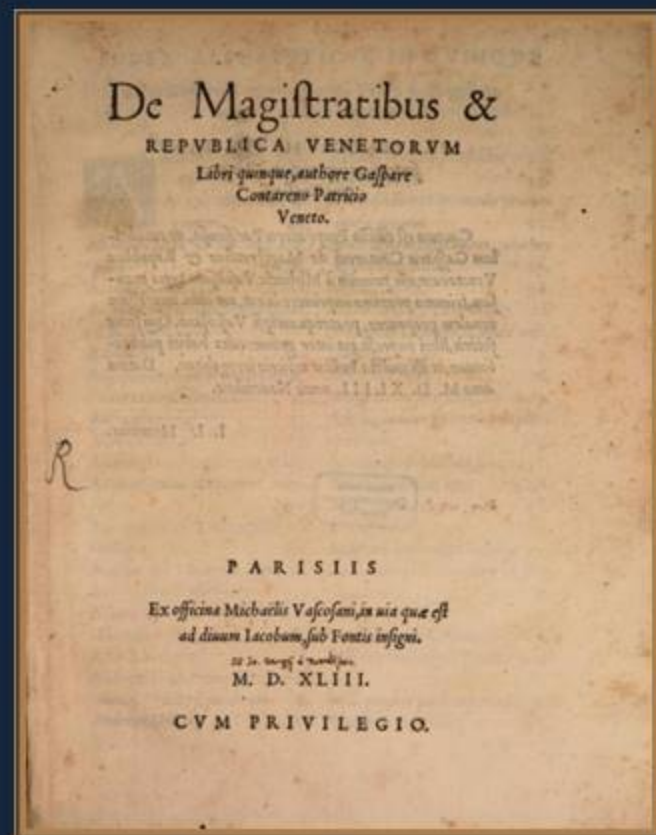 De Magiſtratibus &
REPVBLICA VENETORVM
Libri quinque, authore Gaſpare
Contareno Patricio
Veneto.
R
PARISIIS
Ex officina Michaëlis Vaſcoſani, in uia quæ eſt
ad diuum Iacobum, ſub Fontis inſigni.
M. D. XLIII.
CVM PRIVILEGIO.